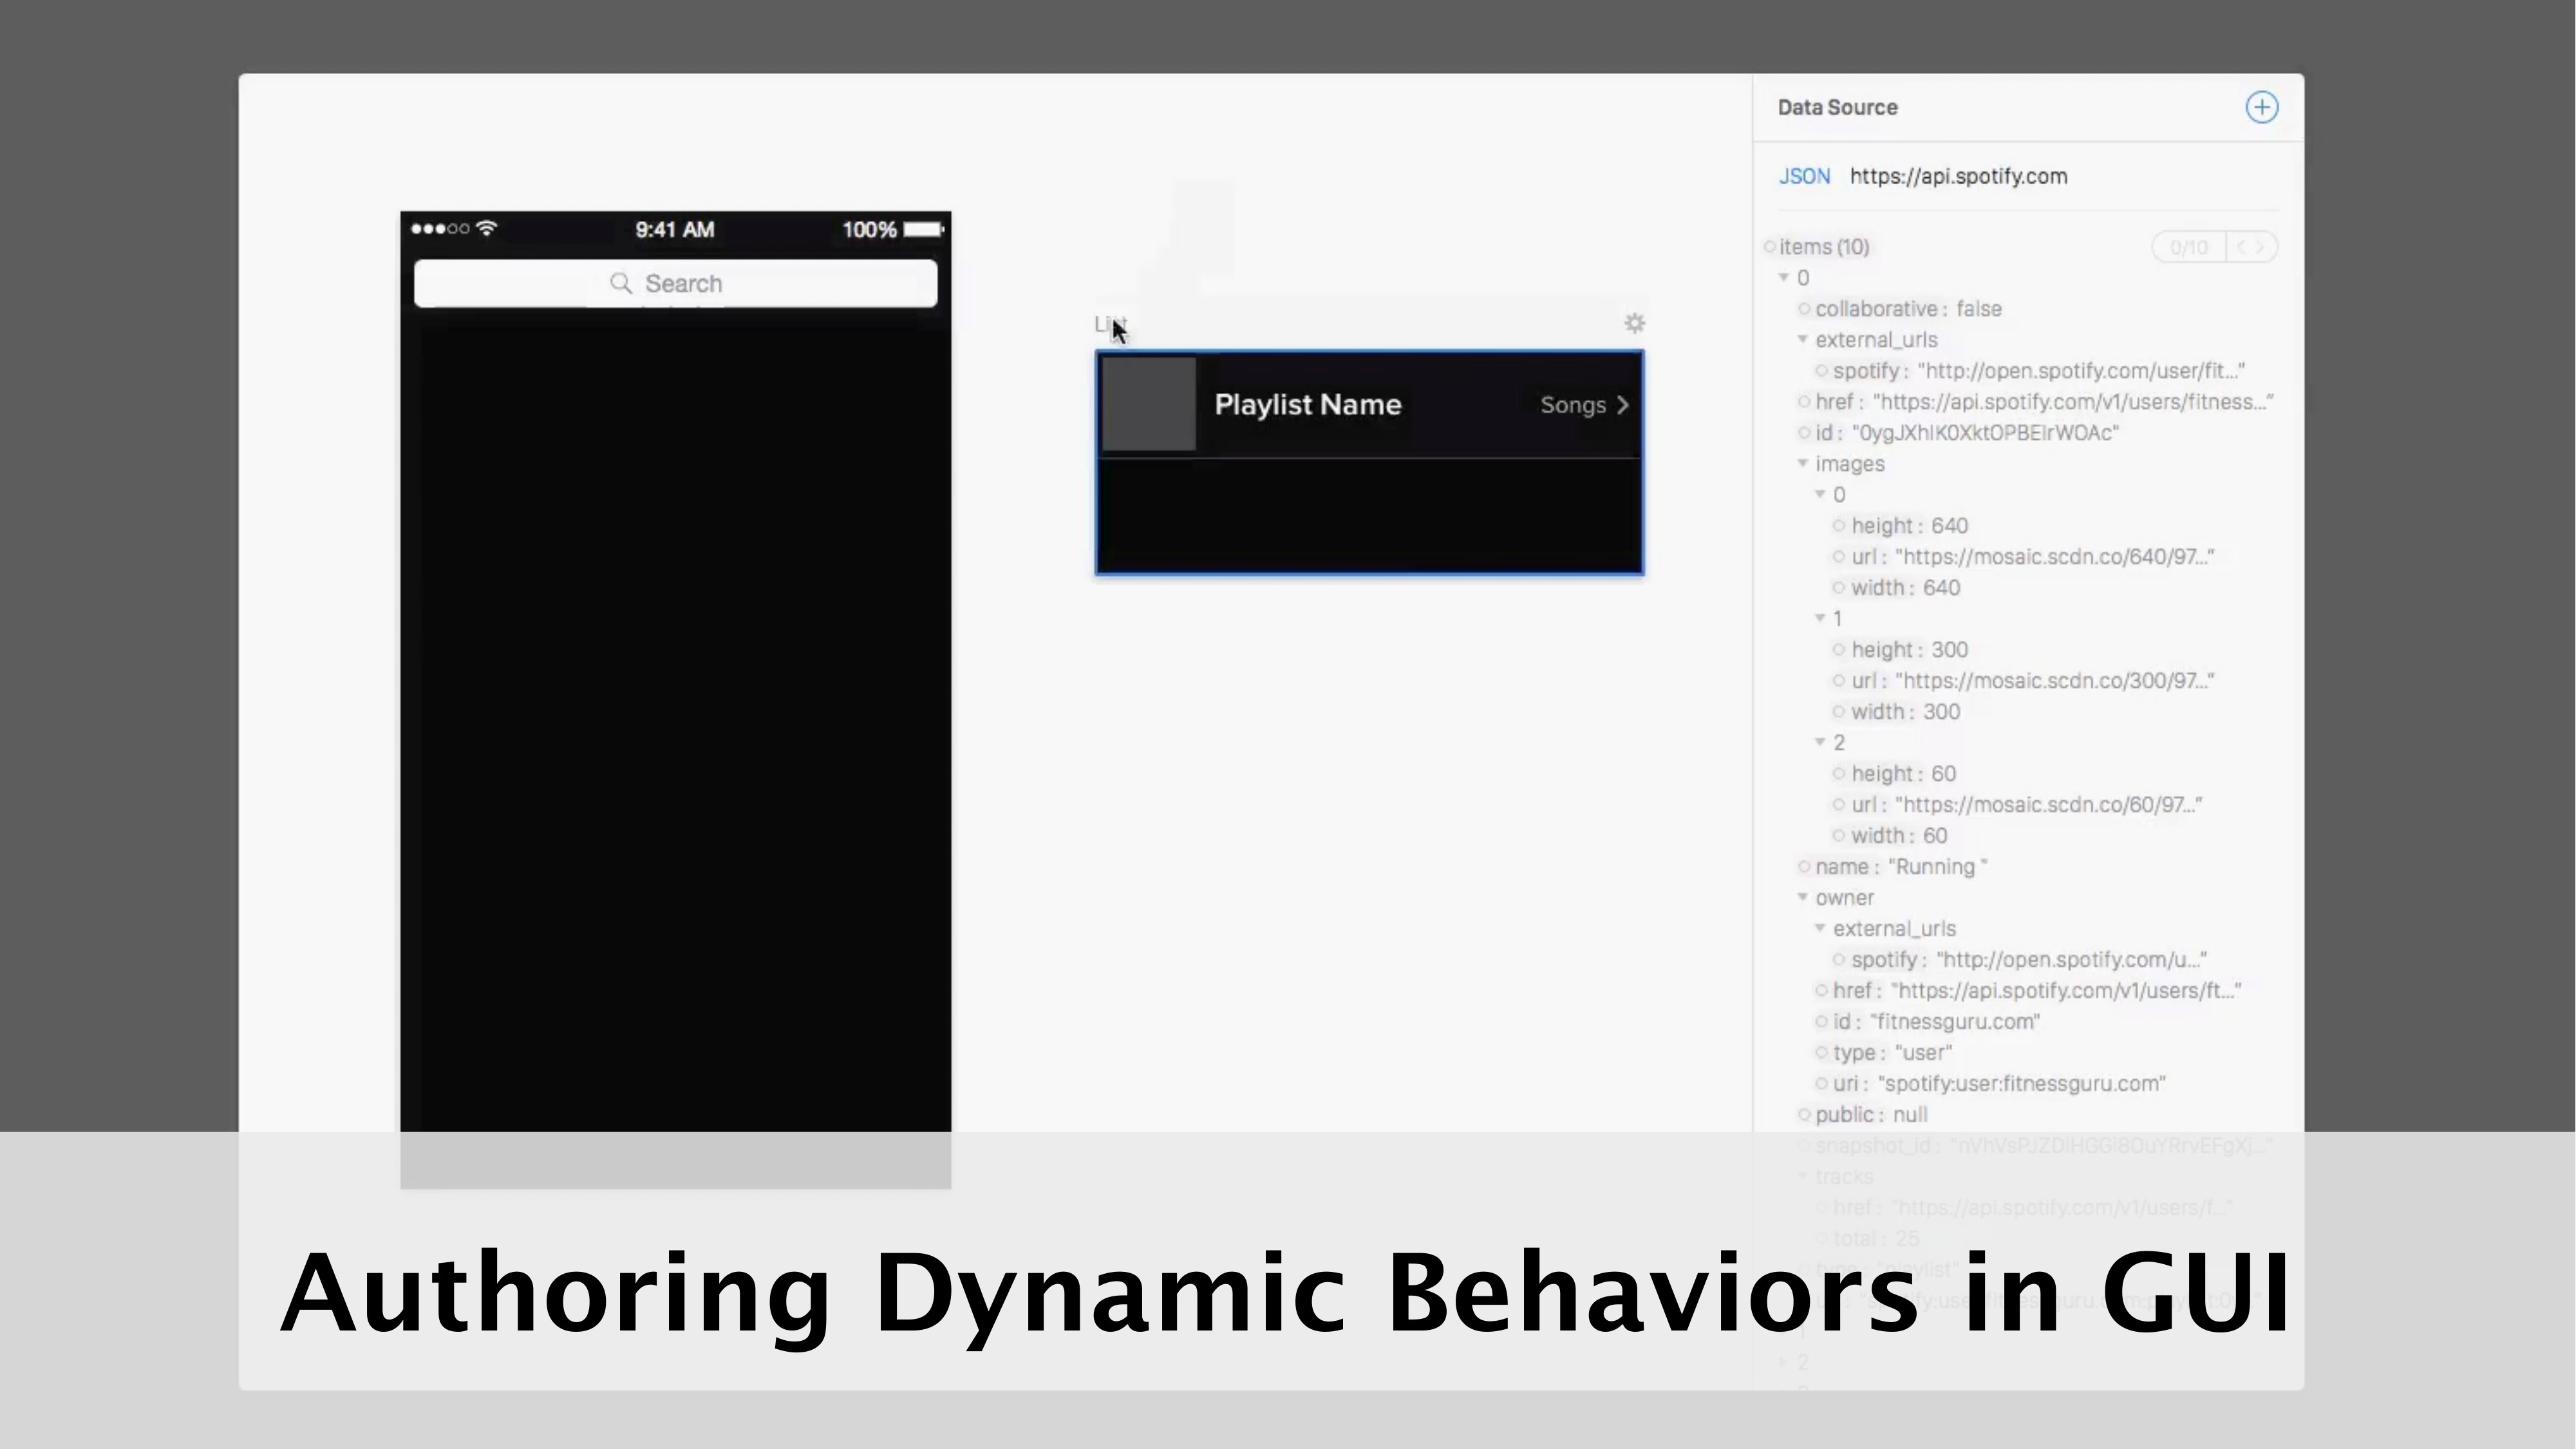 Data Source
JSON https://api.spotify.com
9:41 AM 100%
Search
List
Playlist Name Songs
items (10) 0/10
0
collaborative : false
external_urls
spotify : "http://open.spotify.com/user/fit..."
href : "https://api.spotify.com/v1/users/fitness..."
id : "0ygJXhIK0XktOPBEIrWOAc"
images
0
height : 640
url : "https://mosaic.scdn.co/640/97..."
width : 640
1
height : 300
url : "https://mosaic.scdn.co/300/97..."
width : 300
2
height : 60
url : "https://mosaic.scdn.co/60/97..."
width : 60
name : "Running "
owner
external_urls
spotify : "http://open.spotify.com/u..."
href : "https://api.spotify.com/v1/users/ft..."
id : "fitnessguru.com"
type : "user"
uri : "spotify:user:fitnessguru.com"
public : null
snapshot_id :
tracks
href : "https://api.spotify.com/v1/users/f..."
total : 25
Authoring Dynamic Behaviors in GUI
2